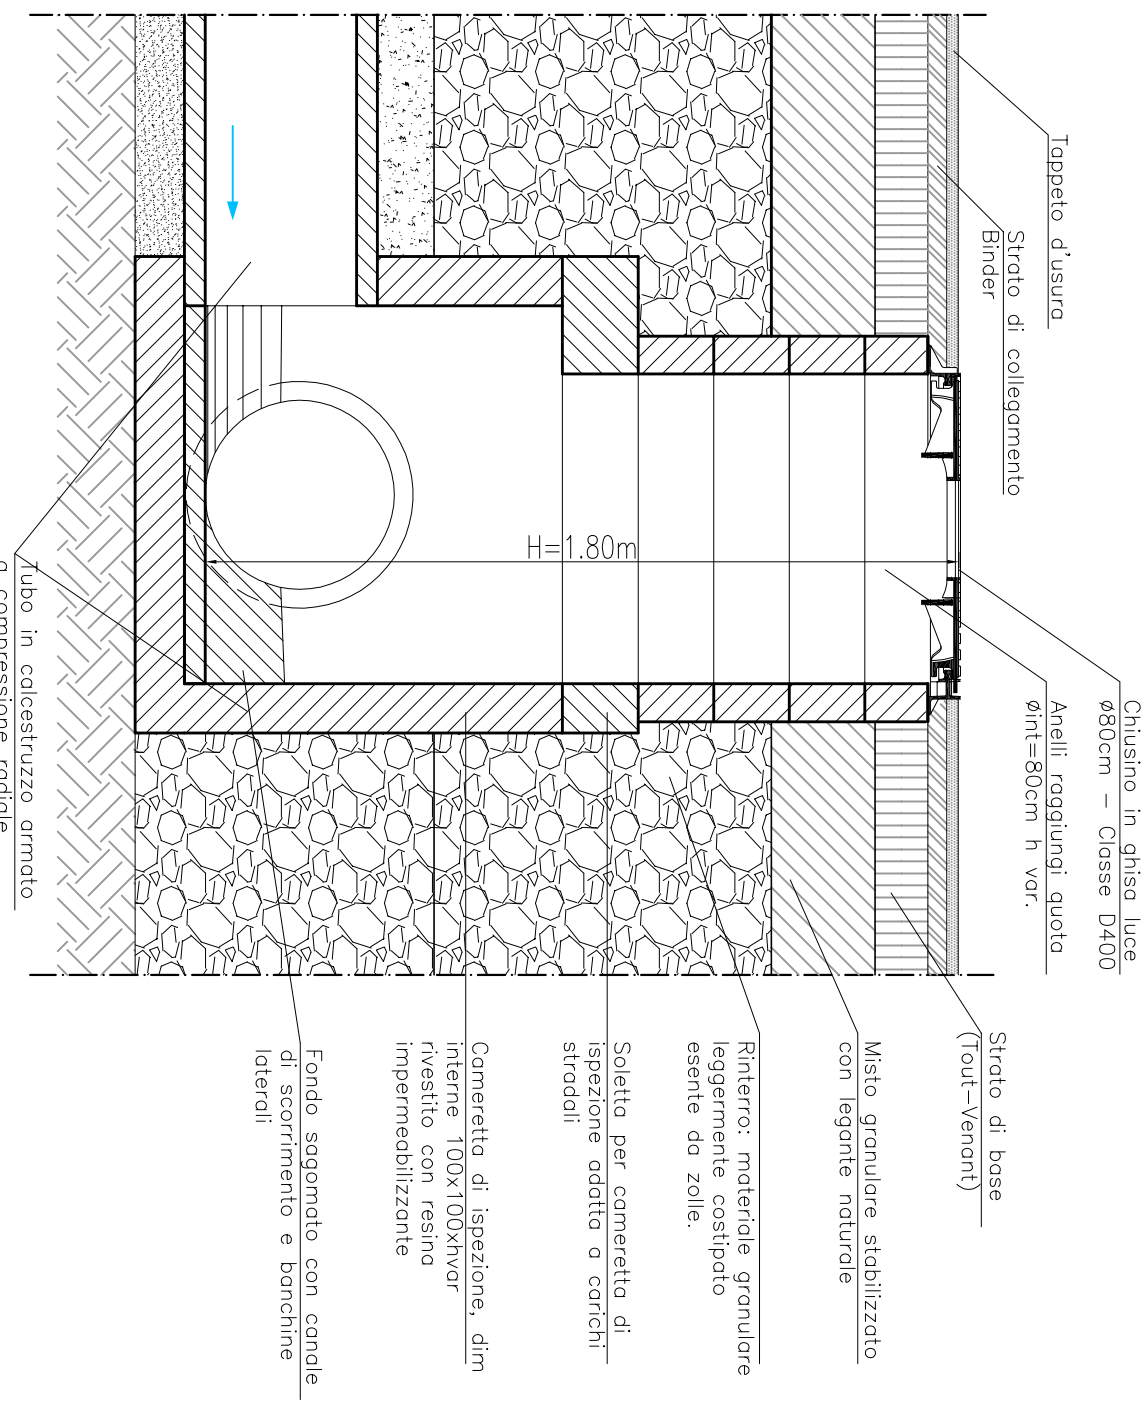 Tappeto d'usura
Strato di collegamento
Binder
Chiusino in ghisa luce
ø80cm – Classe D400
Anelli raggiungi quota
øint=80cm h var.
H=1.80m
Tubo in calcestruzzo armato
a compressione radiale
Strato di base
(Tout–Venant)
Misto granulare stabilizzato
con legante naturale
Rinterro: materiale granulare
leggermente costipato
esente da zolle.
Soletta per cameretta di
ispezione adatta a carichi
stradali
Cameretta di ispezione, dim
interne 100x100xhvar
rivestito con resina
impermeabilizzante
Fondo sagomato con canale
di scorrimento e banchine
laterali